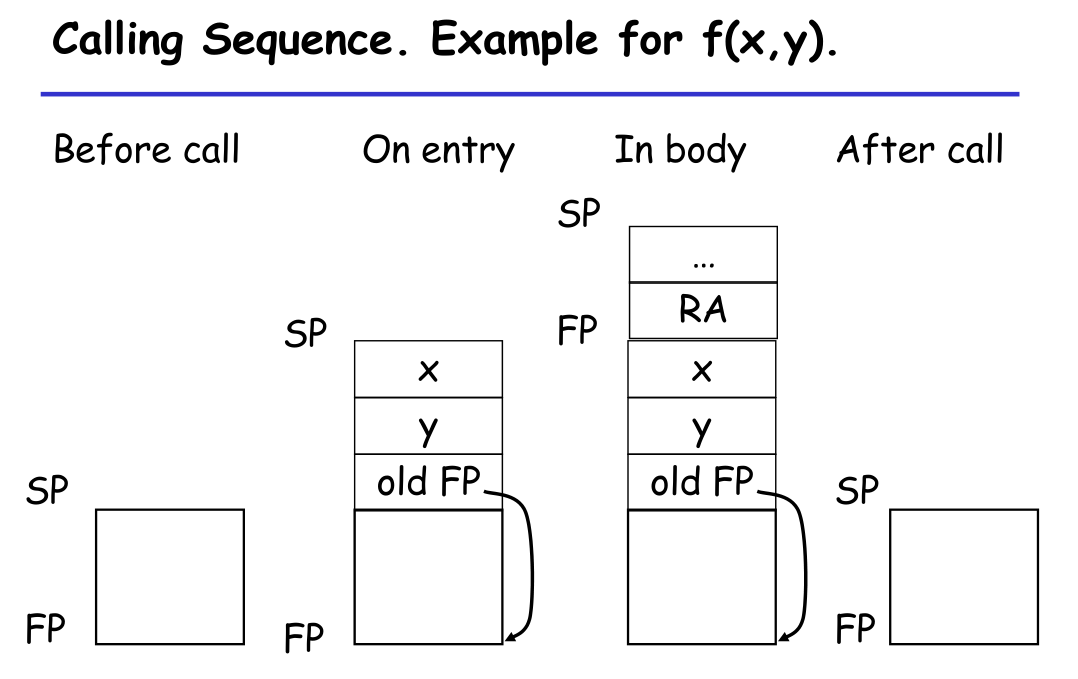 Calling Sequence. Example for f(x,y).
Before call
On entry
In body
After call
SP
FP
SP
x
y
old FP
FP
SP
...
RA
FP
x
y
old FP
SP
FP